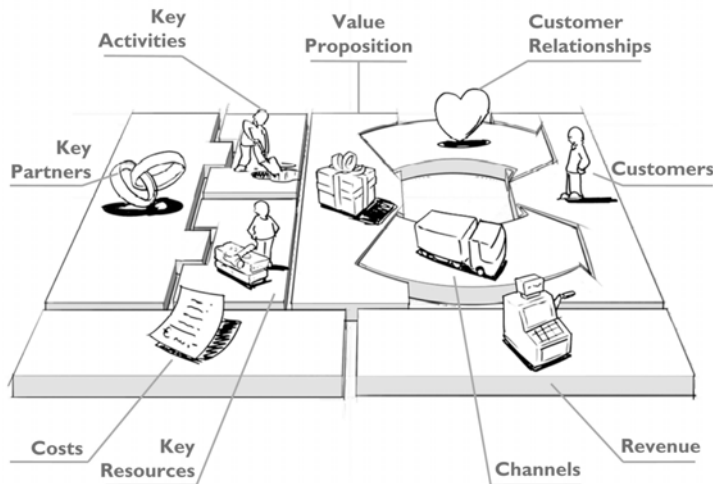 Key
Activities
Value
Proposition
Customer
Relationships
Key
Partners
Customers
Costs
Key
Resources
Channels
Revenue